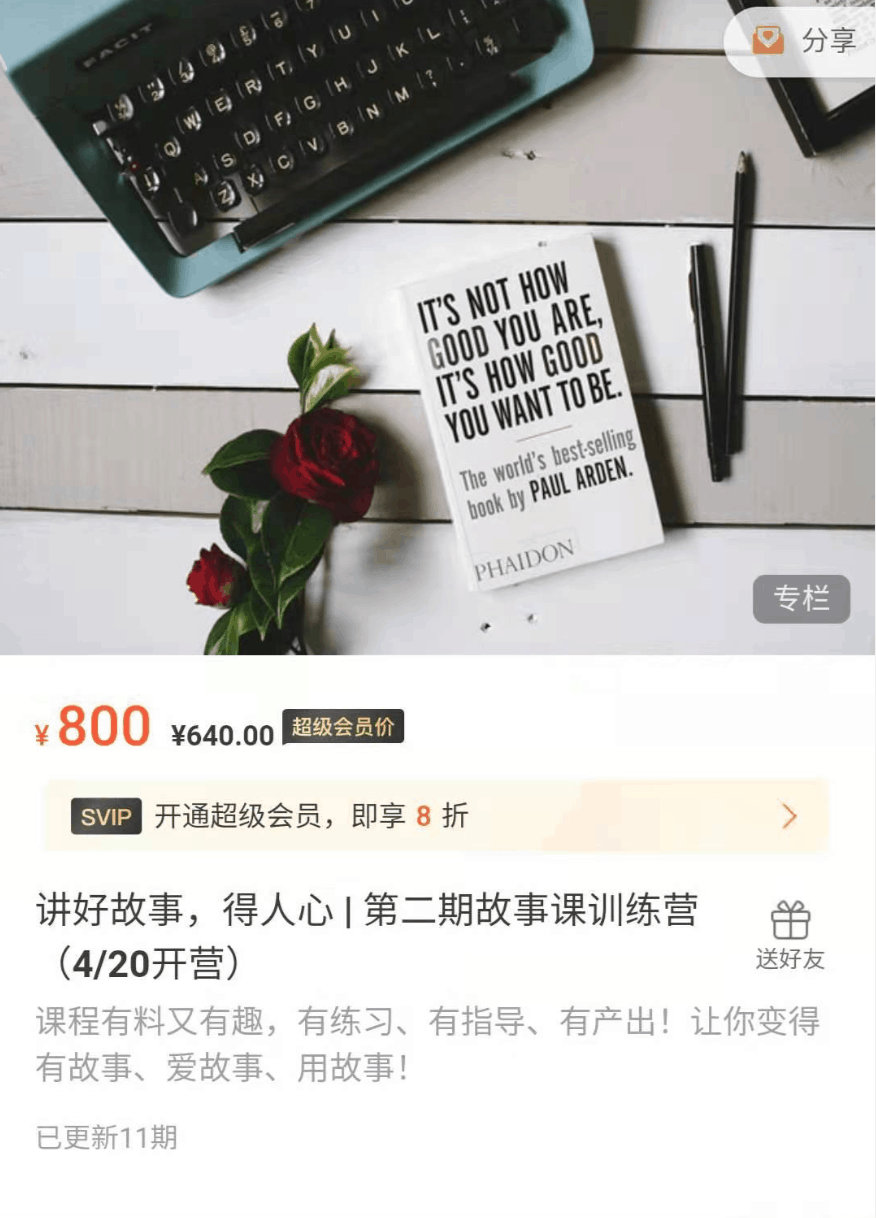 FACIT
分享
Q W E R T Y U I
A S D F G H J K L
Z X C V B N M ?
IT'S NOT HOW
GOOD YOU ARE,
IT'S HOW GOOD
YOU WANT TO BE.
The world's best-selling
book by PAUL ARDEN.
PHAIDON
专栏
¥800 ¥640.00 超级会员价
SVIP 开通超级会员，即享 8 折
讲好故事，得人心 | 第二期故事课训练营
（4/20开营）
送好友
课程有料又有趣，有练习、有指导、有产出！让你变得
有故事、爱故事、用故事！
已更新11期